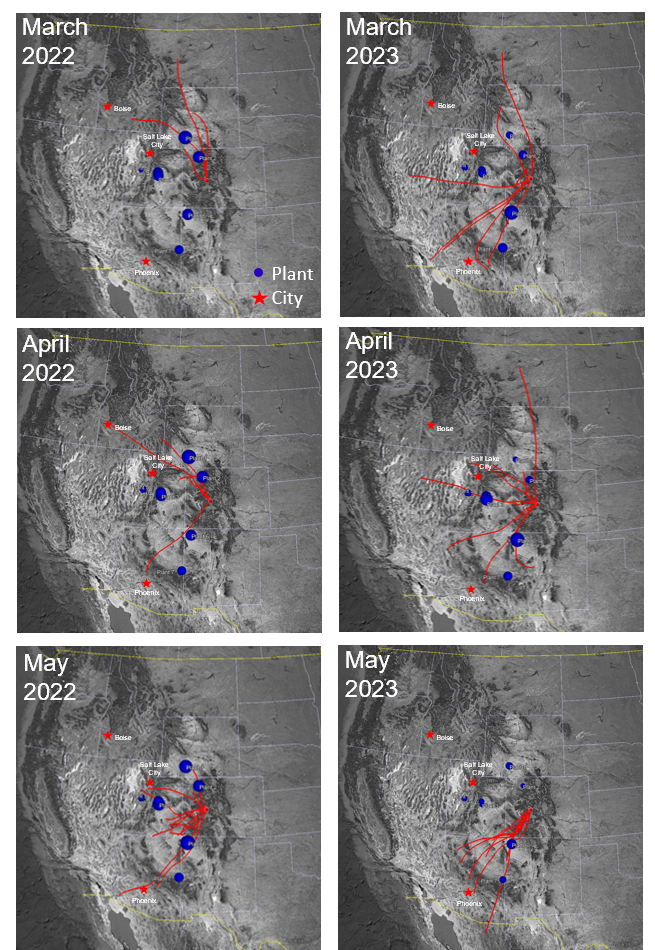 March
2022
Boise
Salt Lake
City
Phoenix
Plant
City
March
2023
Boise
Salt Lake
City
Phoenix
April
2022
Boise
Salt Lake
City
Phoenix
April
2023
Boise
Salt Lake
City
Phoenix
May
2022
Boise
Salt Lake
City
Phoenix
May
2023
Boise
Salt Lake
City
Phoenix